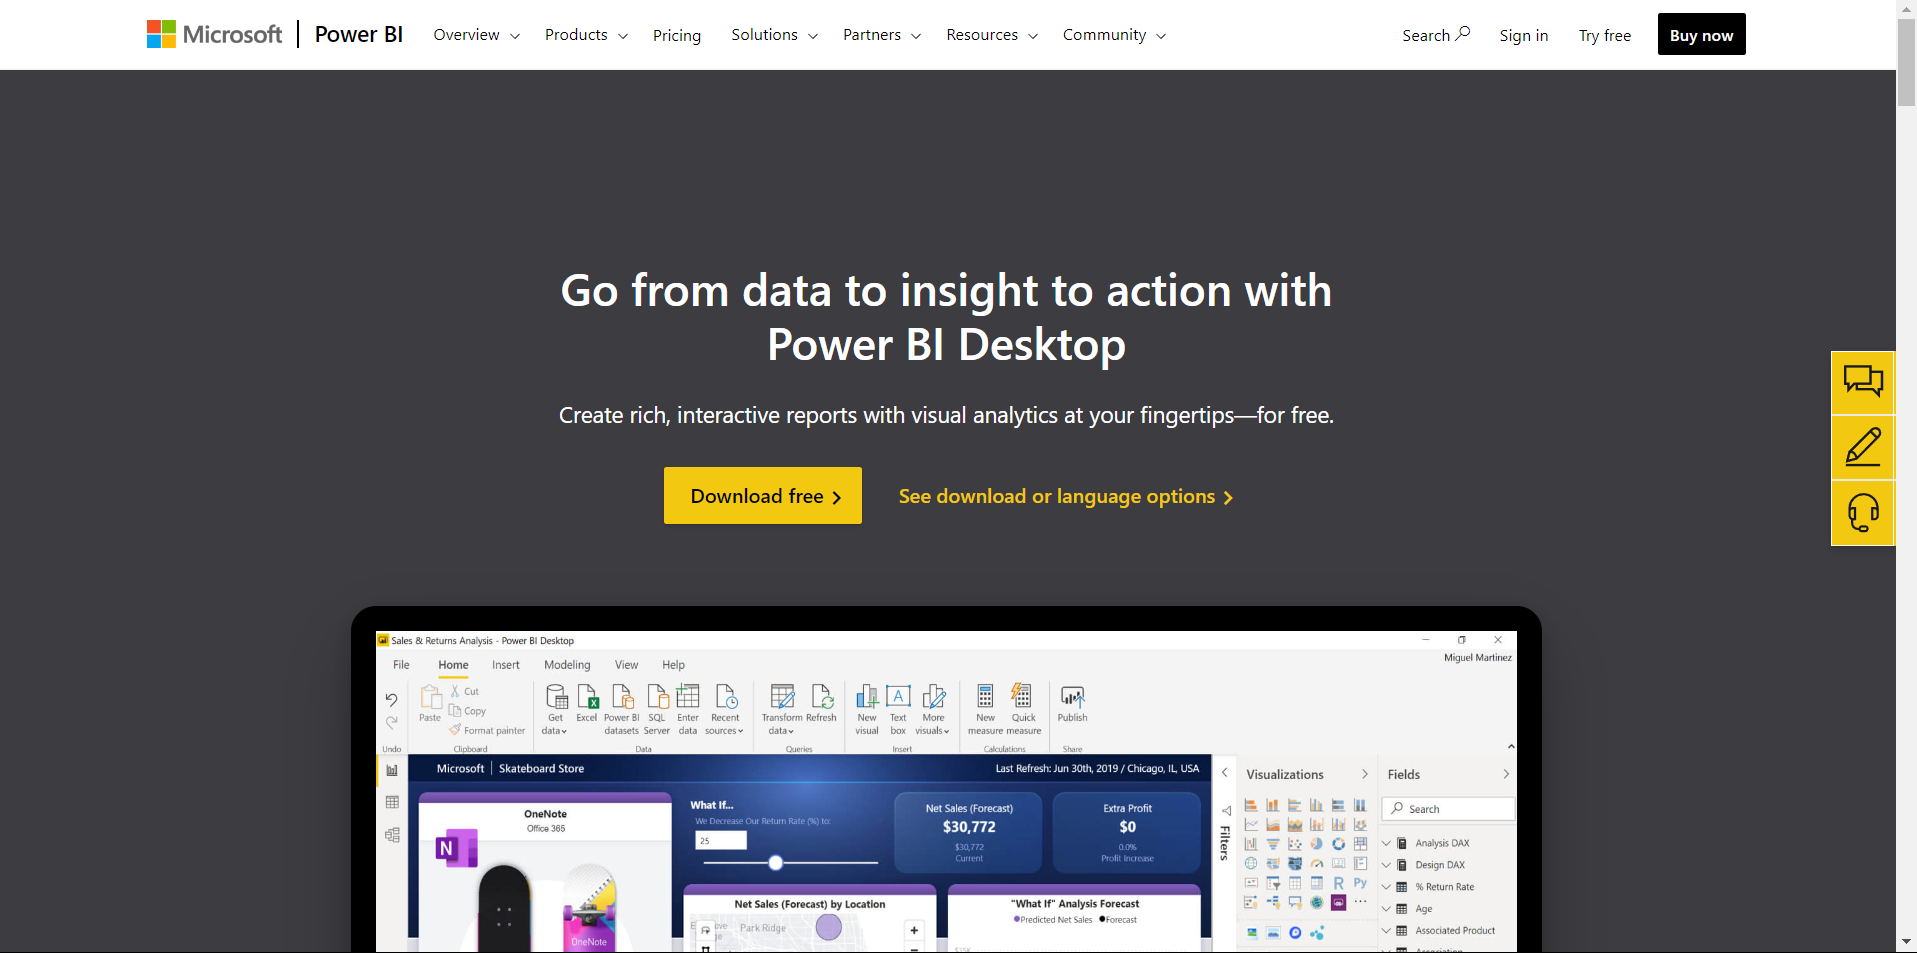 Microsoft | Power BI Overview Products Pricing Solutions Partners Resources Community Search Sign in Try free Buy now
Go from data to insight to action with
Power BI Desktop
Create rich, interactive reports with visual analytics at your fingertips—for free.
Download free
See download or language options
Sales & Returns Analysis - Power BI Desktop
Miguel Martinez
File Home Insert Modeling View Help
Cut
Copy
Format painter
Paste
Get data
Excel
Power BI datasets
SQL Server
Enter data
Recent sources
Transform data
Refresh
New visual
Text box
More visuals
New measure
Quick measure
Publish
Undo Clipboard Data Queries Insert Calculations Share
Microsoft | Skateboard Store
Last Refresh: Jun 30th, 2019 / Chicago, IL, USA
OneNote
Office 365
N
OneNote
What If...
We Decrease Our Return Rate (%) to:
25
Net Sales (Forecast)
$30,772
$30,772
Current
Extra Profit
$0
0.0%
Profit Increase
Net Sales (Forecast) by Location
Park Ridge
"What If" Analysis Forecast
Predicted Net Sales Forecast
$35K
Filters
Visualizations
R Py
Fields
Search
Analysis DAX
Design DAX
% Return Rate
Age
Associated Product
Association